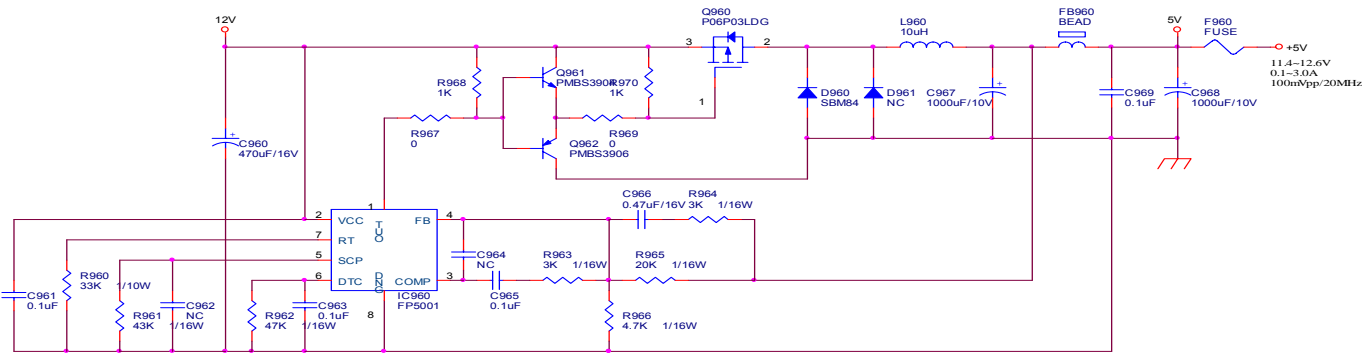 Q960
P06P03LDG
12V
3
2
1
L960
10uH
FB960
BEAD
5V
F960
FUSE
+5V
11.4~12.6V
0.1~3.0A
100mVpp/20MHz
R968
1K
Q961
PMBS3904
R970
1K
D960
SBM84
D961
NC
C967
1000uF/10V
+
C969
0.1uF
C968
1000uF/10V
+
R967
0
R969
0
Q962
PMBS3906
C960
470uF/16V
+
C966
0.47uF/16V
R964
3K 1/16W
1
2
VCC
OUT
FB
4
7
RT
5
SCP
6
DTC
GND
COMP
3
IC960
FP5001
8
C964
NC
C965
0.1uF
R963
3K 1/16W
R965
20K 1/16W
R966
4.7K 1/16W
C961
0.1uF
R960
33K 1/10W
R961
43K 1/16W
C962
NC
R962
47K 1/16W
C963
0.1uF